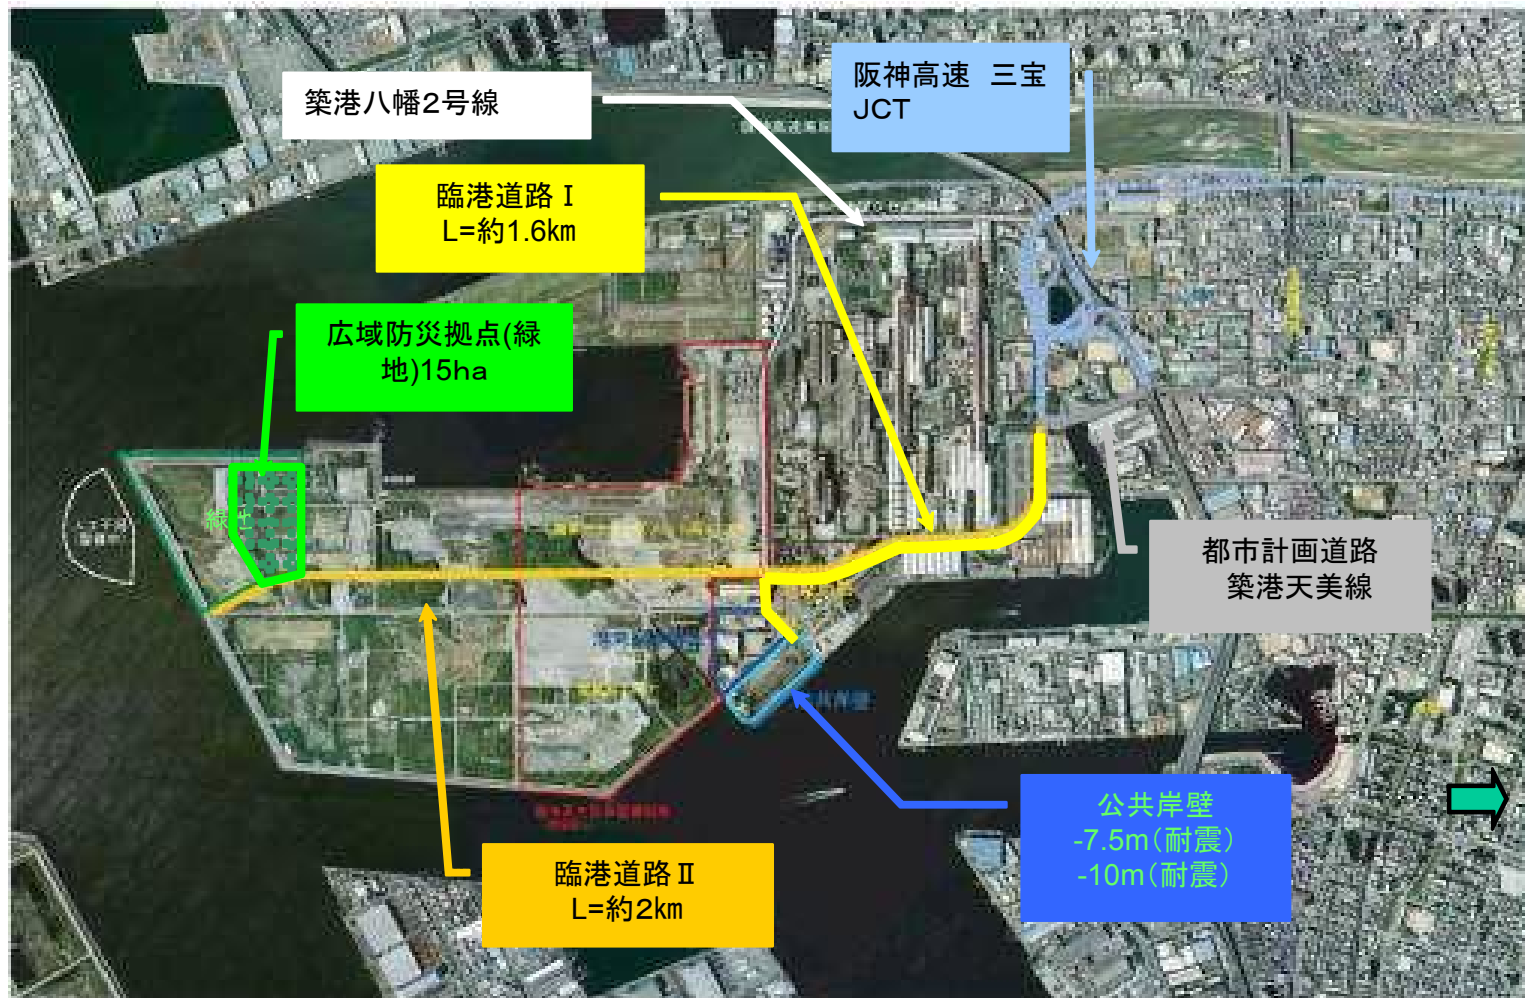 阪神高速 三宝
JCT
築港八幡2号線
臨港道路Ⅰ
L=約1.6㎞
広域防災拠点(緑
地)15ha
緑地
都市計画道路
築港天美線
公共岸壁
-7.5m(耐震)
-10m(耐震)
臨港道路Ⅱ
L=約2㎞